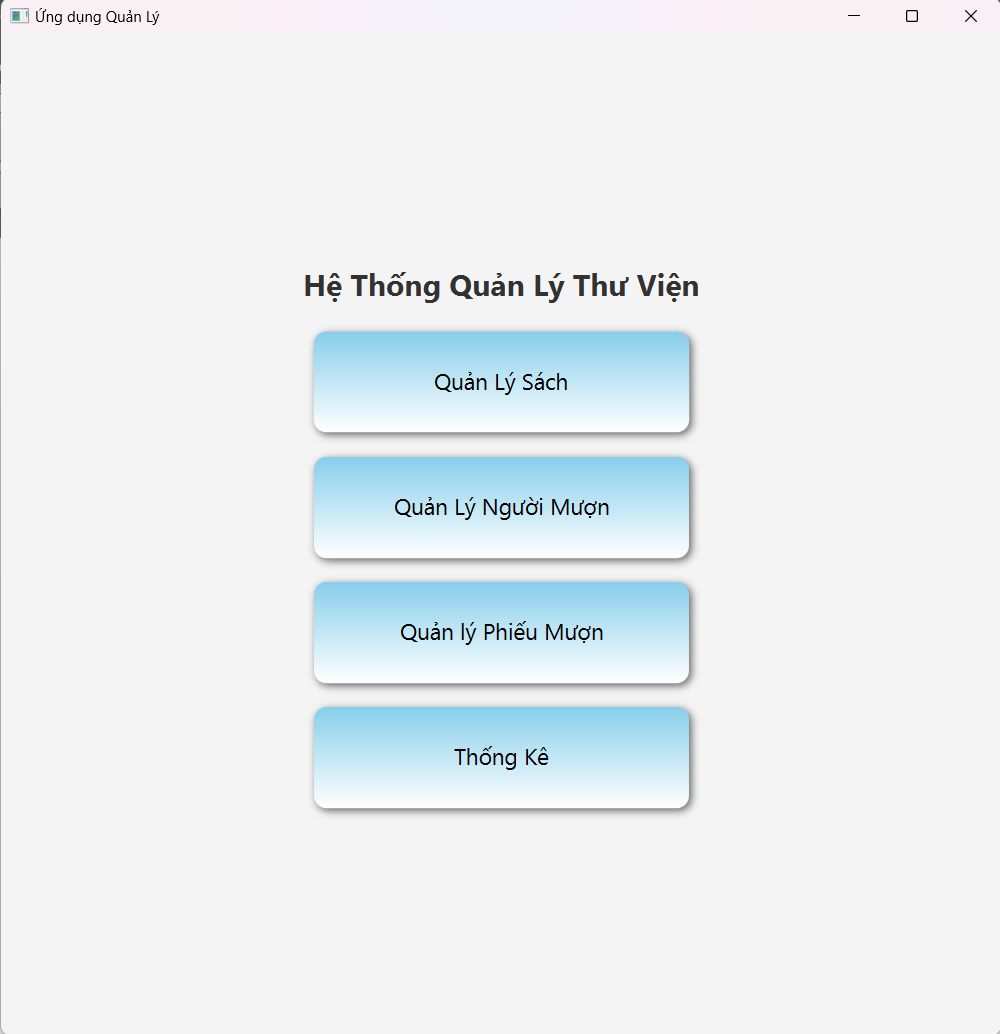 Ứng dụng Quản Lý
Hệ Thống Quản Lý Thư Viện
Quản Lý Sách
Quản Lý Người Mượn
Quản lý Phiếu Mượn
Thống Kê